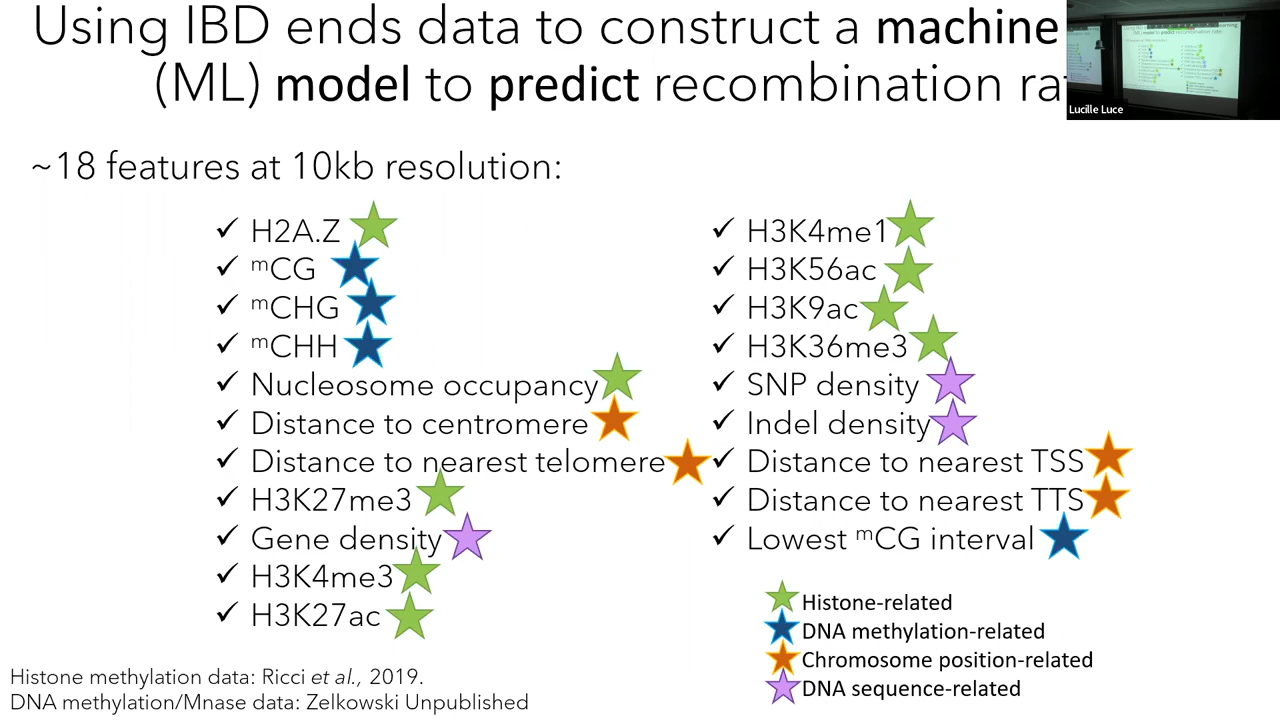 Using IBD ends data to construct a machine
(ML) model to predict recombination ra
Lucille Luce
~18 features at 10kb resolution:
✓ H2A.Z
✓ ᵐCG
✓ ᵐCHG
✓ ᵐCHH
✓ Nucleosome occupancy
✓ Distance to centromere
✓ Distance to nearest telomere
✓ H3K27me3
✓ Gene density
✓ H3K4me3
✓ H3K27ac
✓ H3K4me1
✓ H3K56ac
✓ H3K9ac
✓ H3K36me3
✓ SNP density
✓ Indel density
✓ Distance to nearest TSS
✓ Distance to nearest TTS
✓ Lowest ᵐCG interval
Histone-related
DNA methylation-related
Chromosome position-related
DNA sequence-related
Histone methylation data: Ricci et al., 2019.
DNA methylation/Mnase data: Zelkowski Unpublished